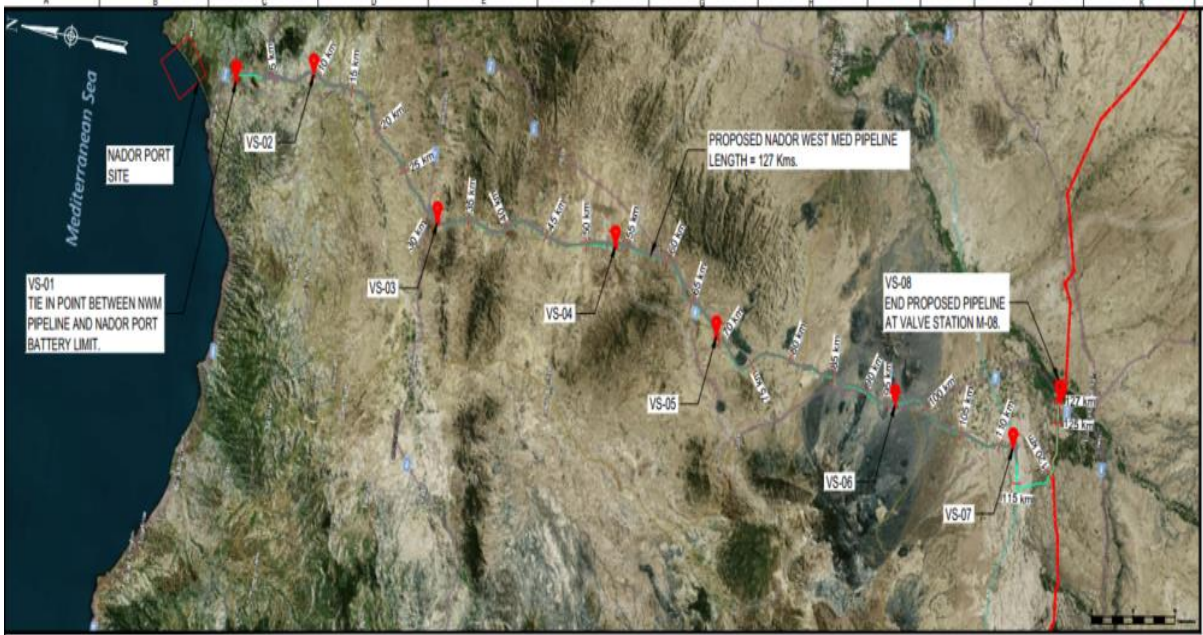 A B C D E F G H J K
N
Mediterranean Sea
NADOR PORT
SITE
VS-01
TIE IN POINT BETWEEN NWM
PIPELINE AND NADOR PORT
BATTERY LIMIT.
VS-02
VS-03
VS-04
PROPOSED NADOR WEST MED PIPELINE
LENGTH = 127 Kms.
VS-05
VS-06
VS-07
VS-08
END PROPOSED PIPELINE
AT VALVE STATION M-08.
5 km
10 km
15 km
20 km
25 km
30 km
35 km
40 km
45 km
50 km
55 km
60 km
65 km
70 km
75 km
80 km
85 km
90 km
95 km
100 km
105 km
110 km
115 km
120 km
125 km
127 km